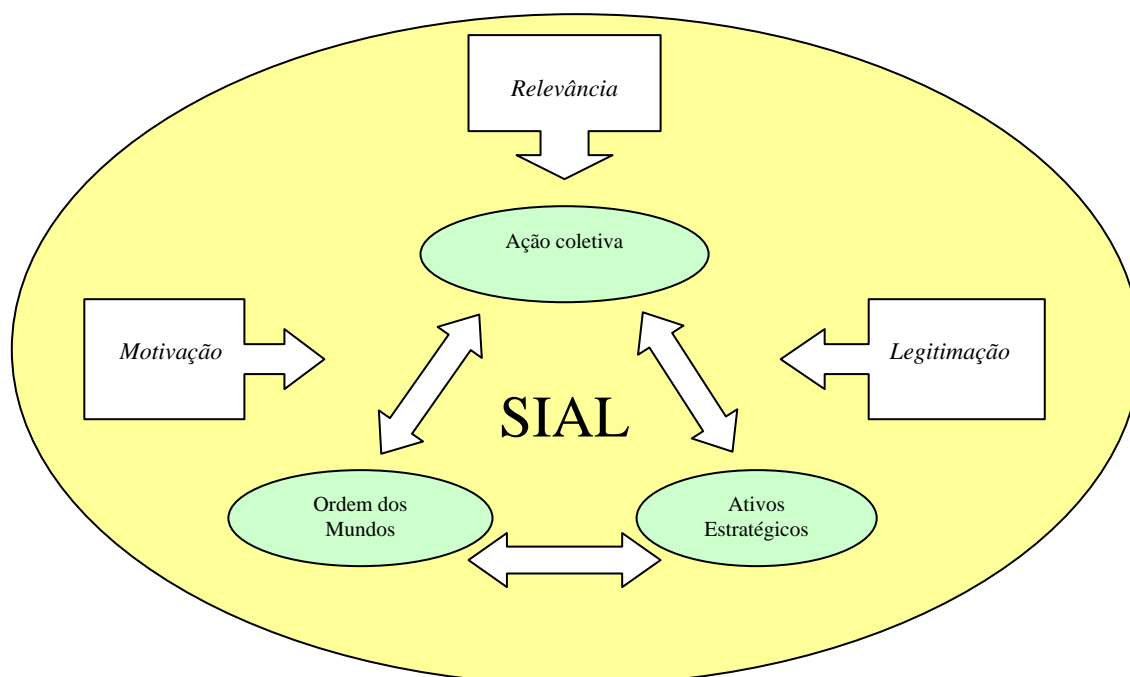 Relevância
Ação coletiva
Motivação
Legitimação
SIAL
Ordem dos
Mundos
Ativos
Estratégicos